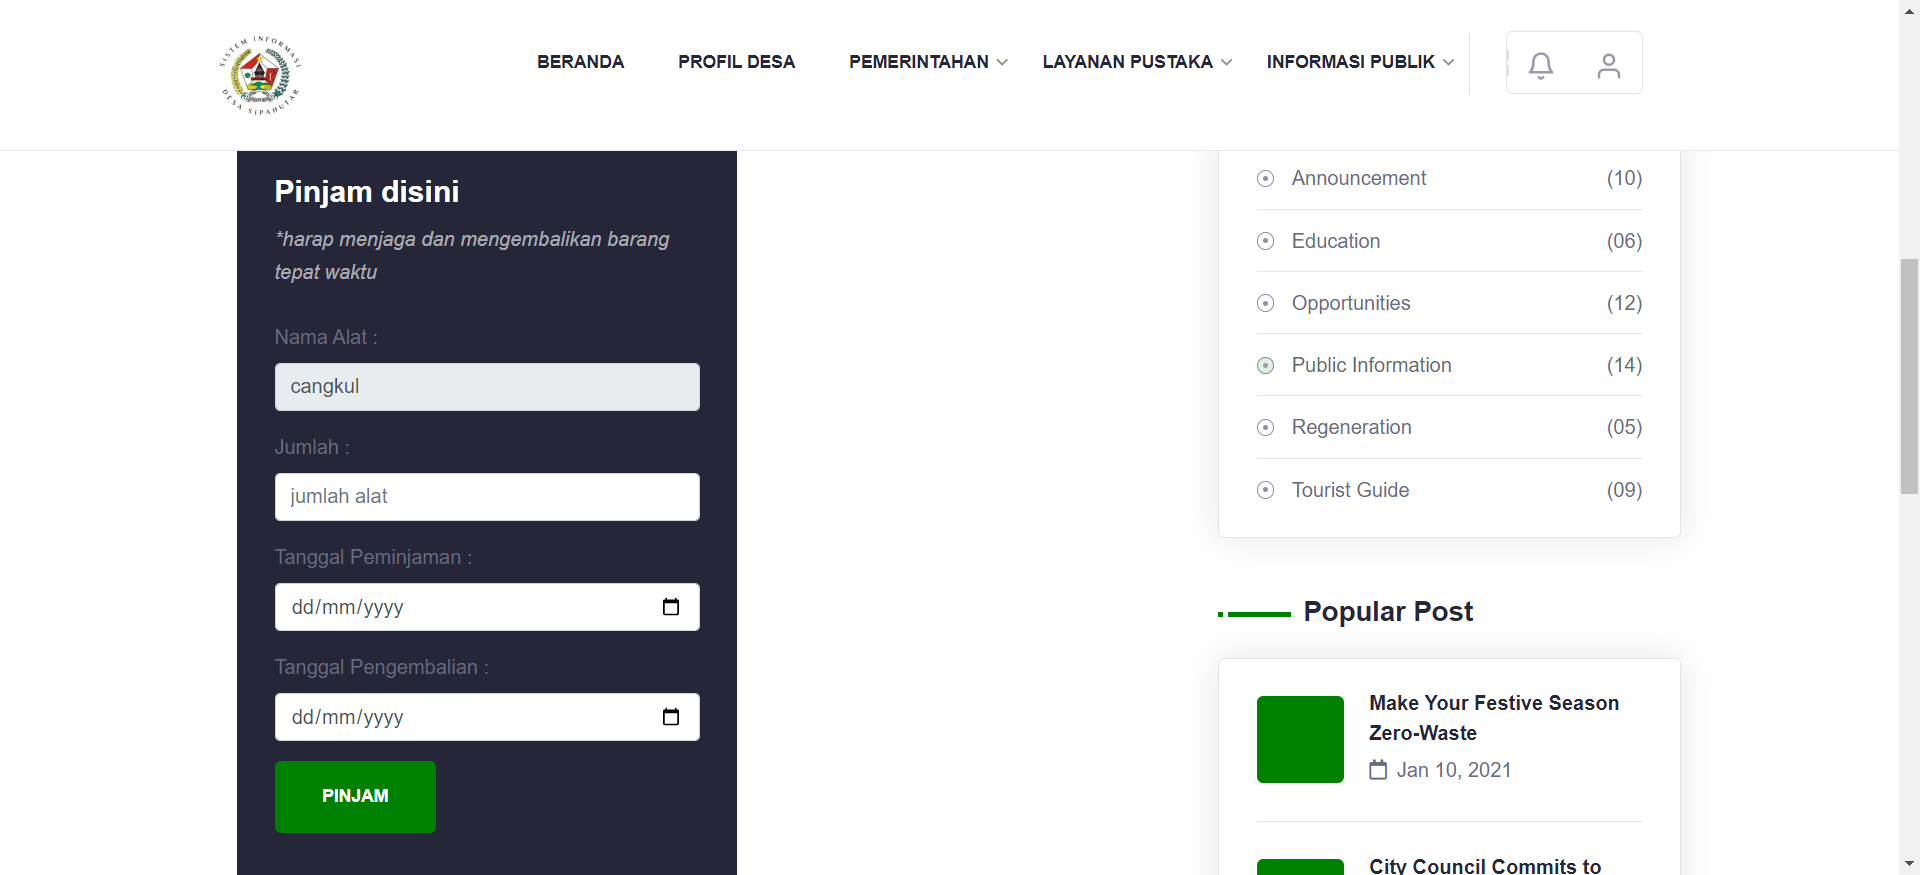 SISTEM INFORMASI
DESA SIPAHUTAR
BERANDA
PROFIL DESA
PEMERINTAHAN
LAYANAN PUSTAKA
INFORMASI PUBLIK
Pinjam disini
*harap menjaga dan mengembalikan barang
tepat waktu
Nama Alat :
cangkul
Jumlah :
jumlah alat
Tanggal Peminjaman :
dd/mm/yyyy
Tanggal Pengembalian :
dd/mm/yyyy
PINJAM
Announcement (10)
Education (06)
Opportunities (12)
Public Information (14)
Regeneration (05)
Tourist Guide (09)
Popular Post
Make Your Festive Season
Zero-Waste
Jan 10, 2021
City Council Commits to